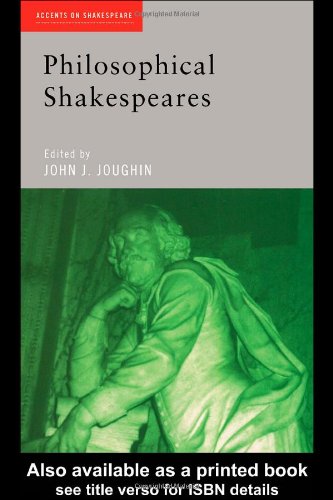 ACCENTS ON SHAKESPEARE
Philosophical
Shakespeares
Edited by
JOHN J. JOUGHIN
Also available as a printed book
see title verso for ISBN details